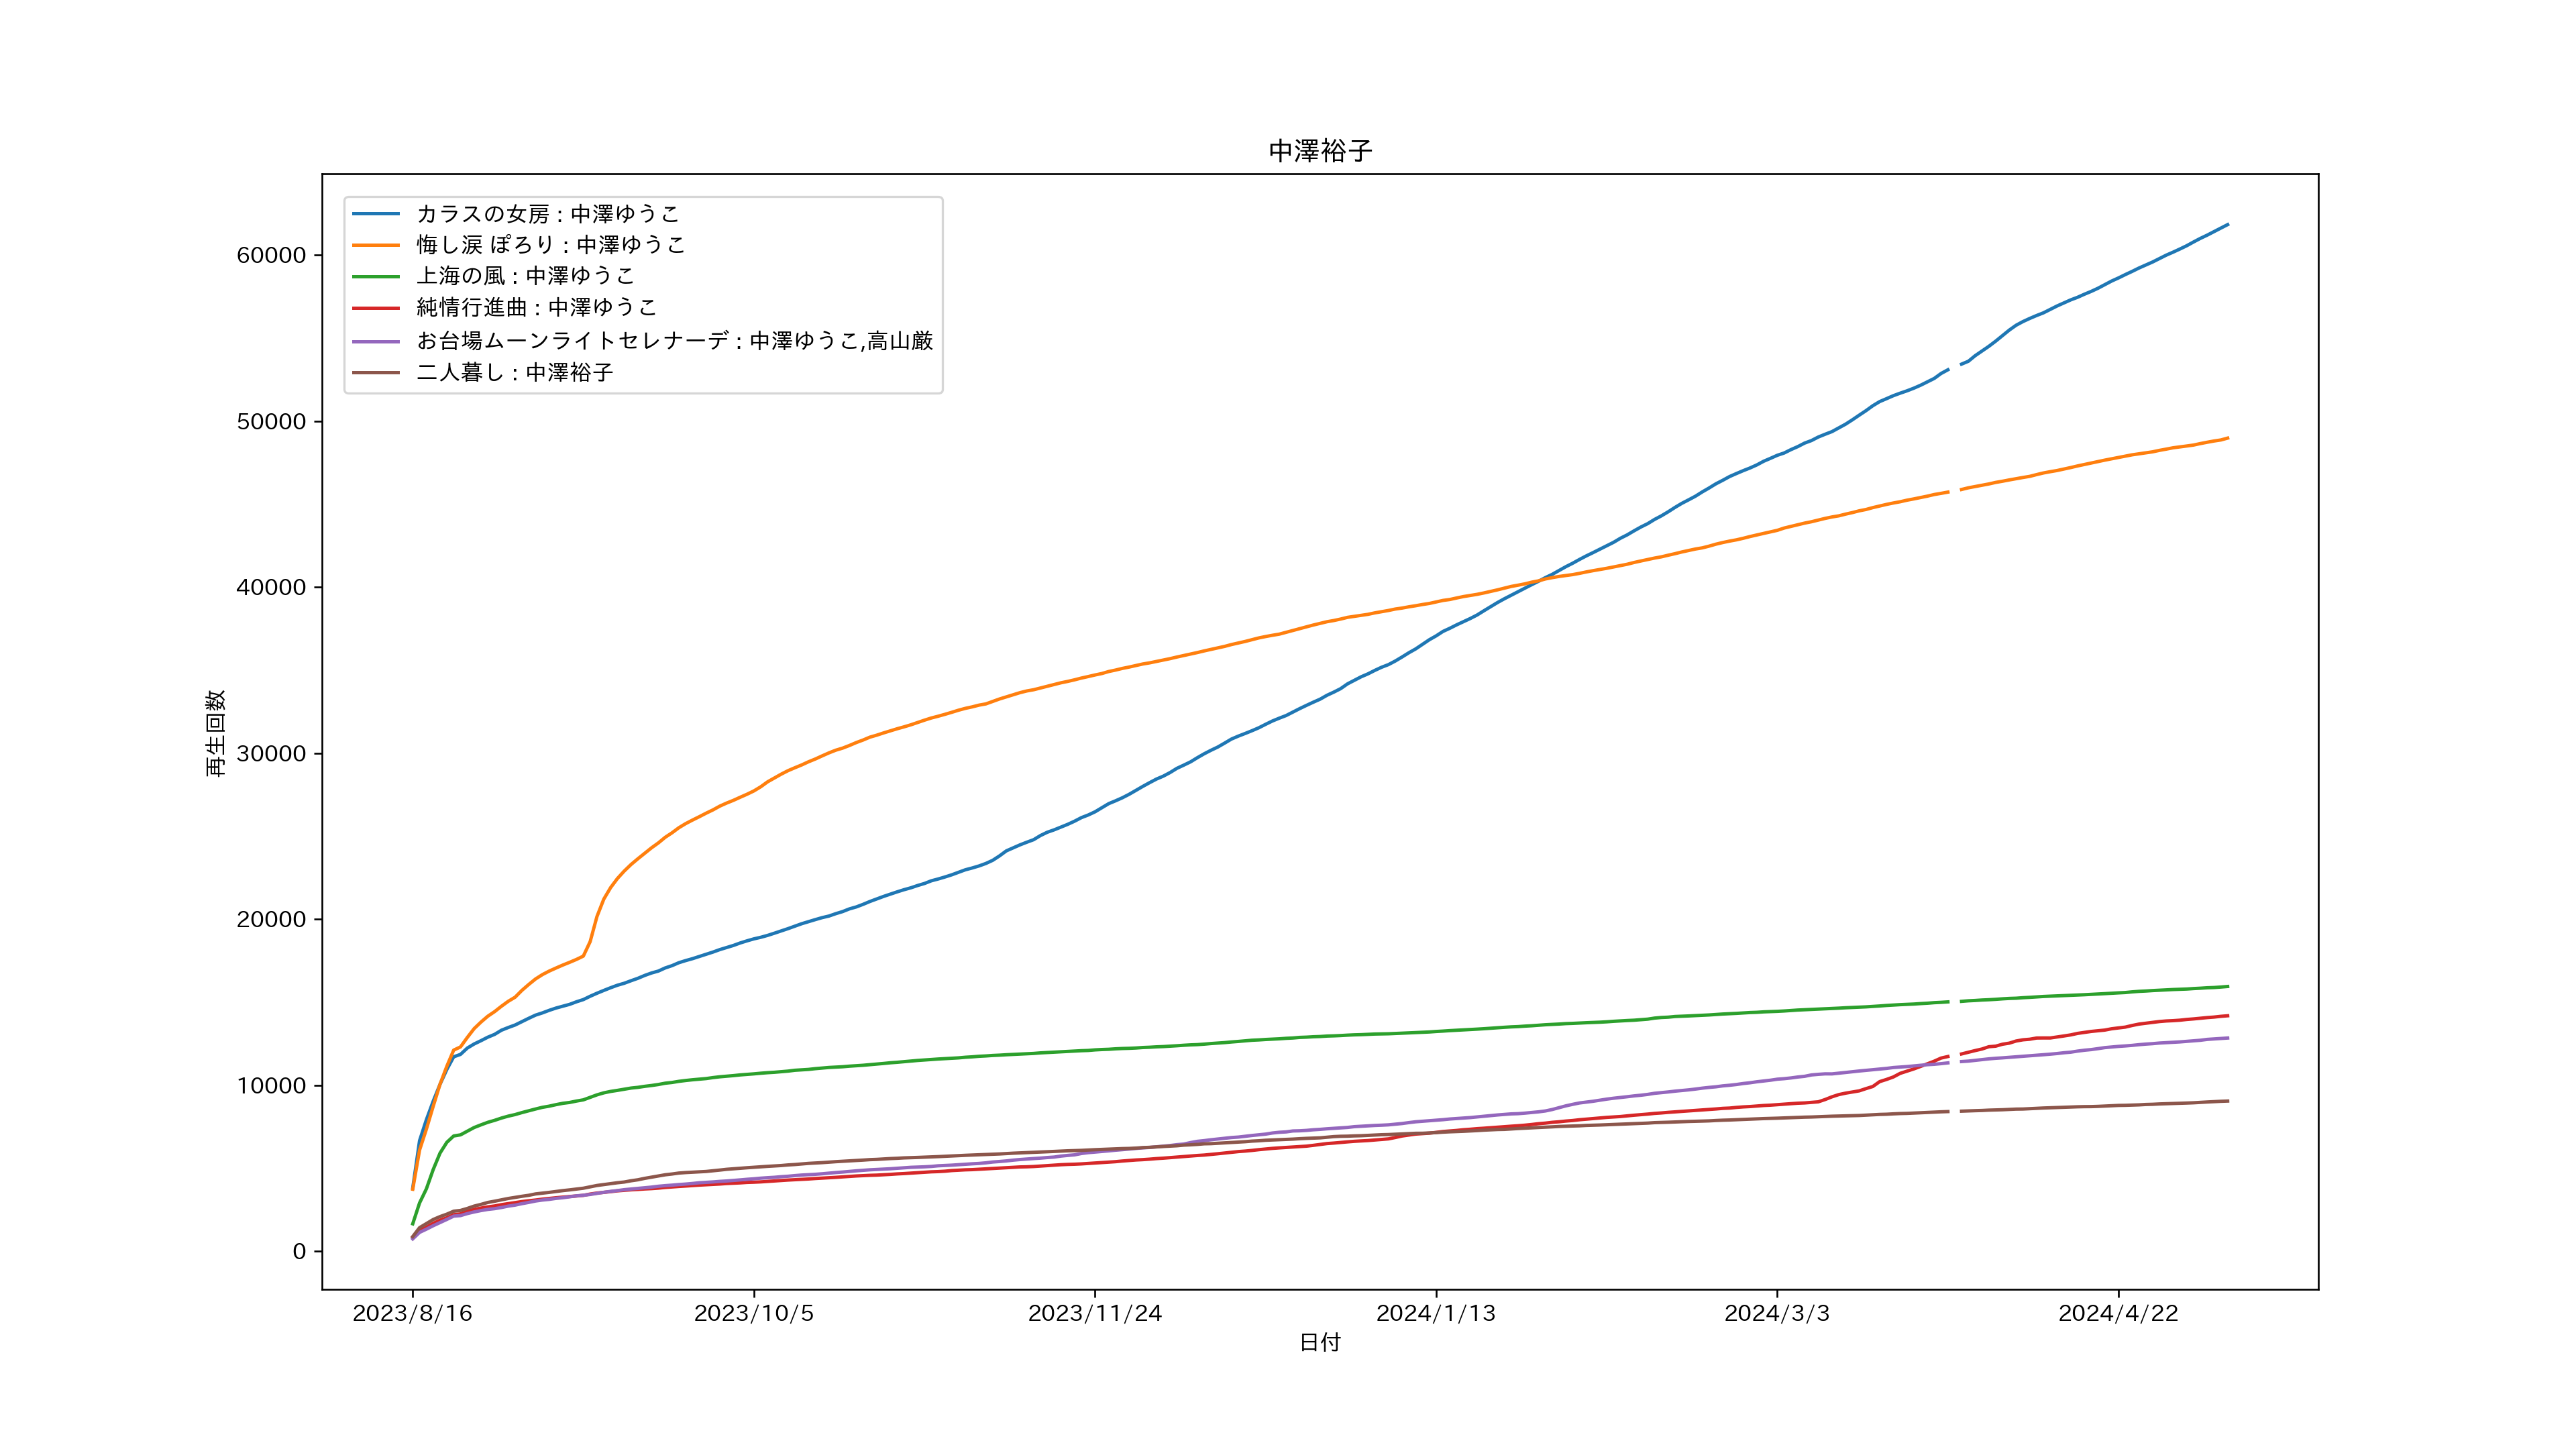 中澤裕子
カラスの女房 : 中澤ゆうこ
悔し涙 ぽろり : 中澤ゆうこ
上海の風 : 中澤ゆうこ
純情行進曲 : 中澤ゆうこ
お台場ムーンライトセレナーデ : 中澤ゆうこ,高山厳
二人暮し : 中澤裕子
再生回数
60000
50000
40000
30000
20000
10000
0
2023/8/16
2023/10/5
2023/11/24
2024/1/13
2024/3/3
2024/4/22
日付